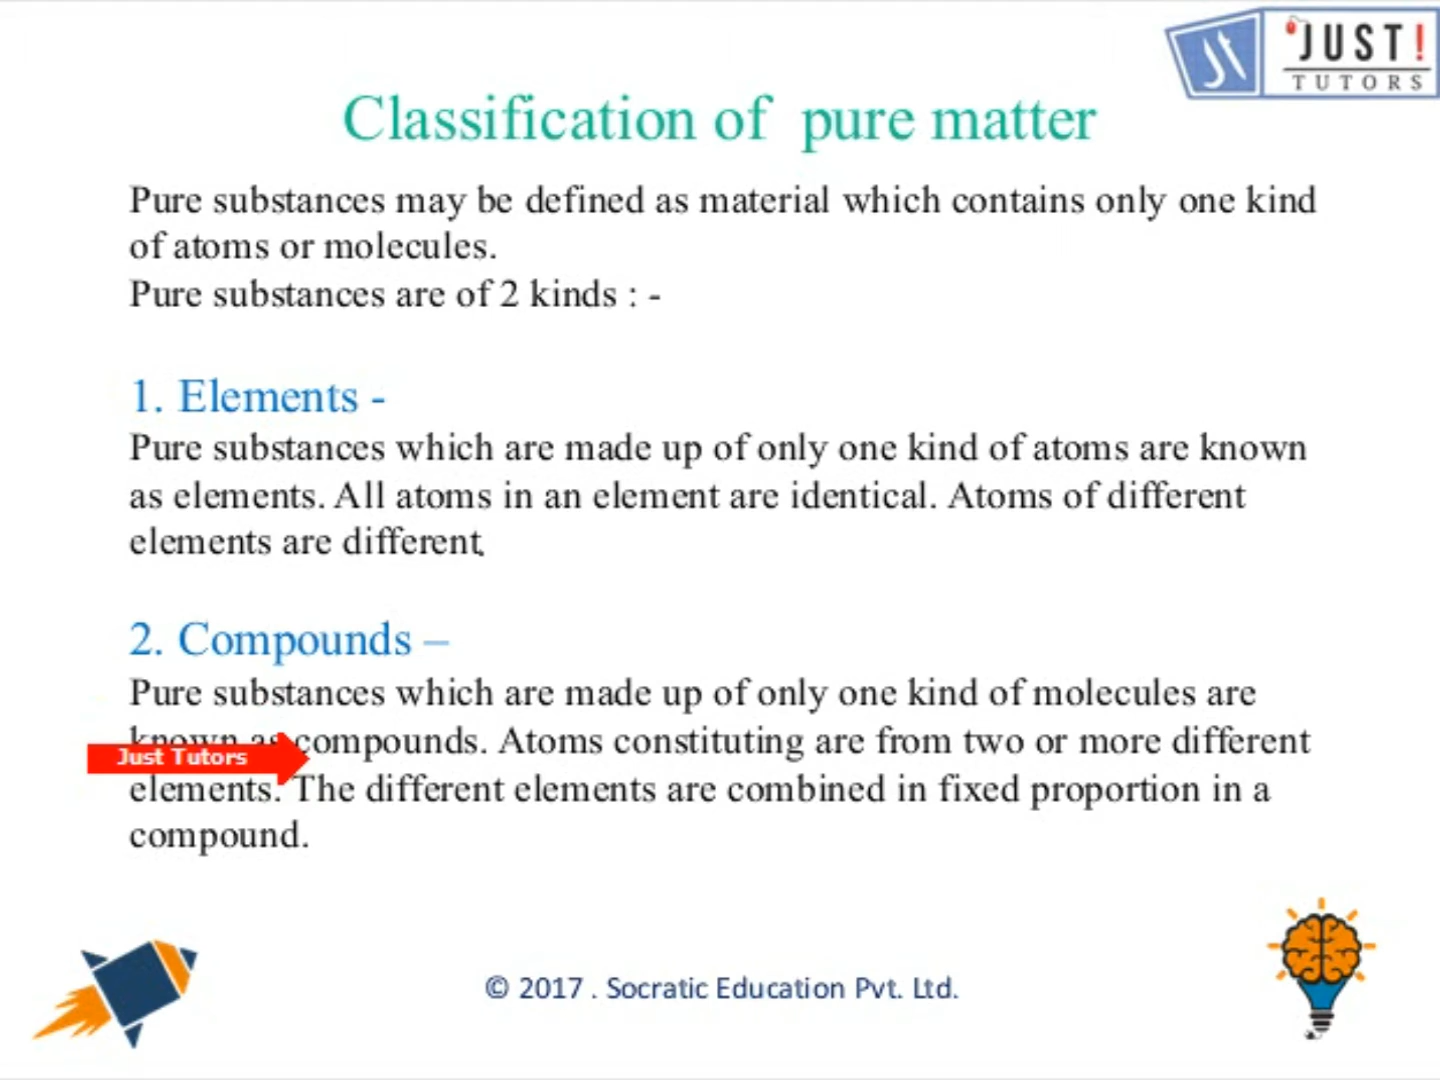 JUST!
TUTORS
Classification of pure matter
Pure substances may be defined as material which contains only one kind
of atoms or molecules.
Pure substances are of 2 kinds : -
1. Elements -
Pure substances which are made up of only one kind of atoms are known
as elements. All atoms in an element are identical. Atoms of different
elements are different.
2. Compounds –
Pure substances which are made up of only one kind of molecules are
known as compounds. Atoms constituting are from two or more different
Just Tutors
elements. The different elements are combined in fixed proportion in a
compound.
© 2017 . Socratic Education Pvt. Ltd.